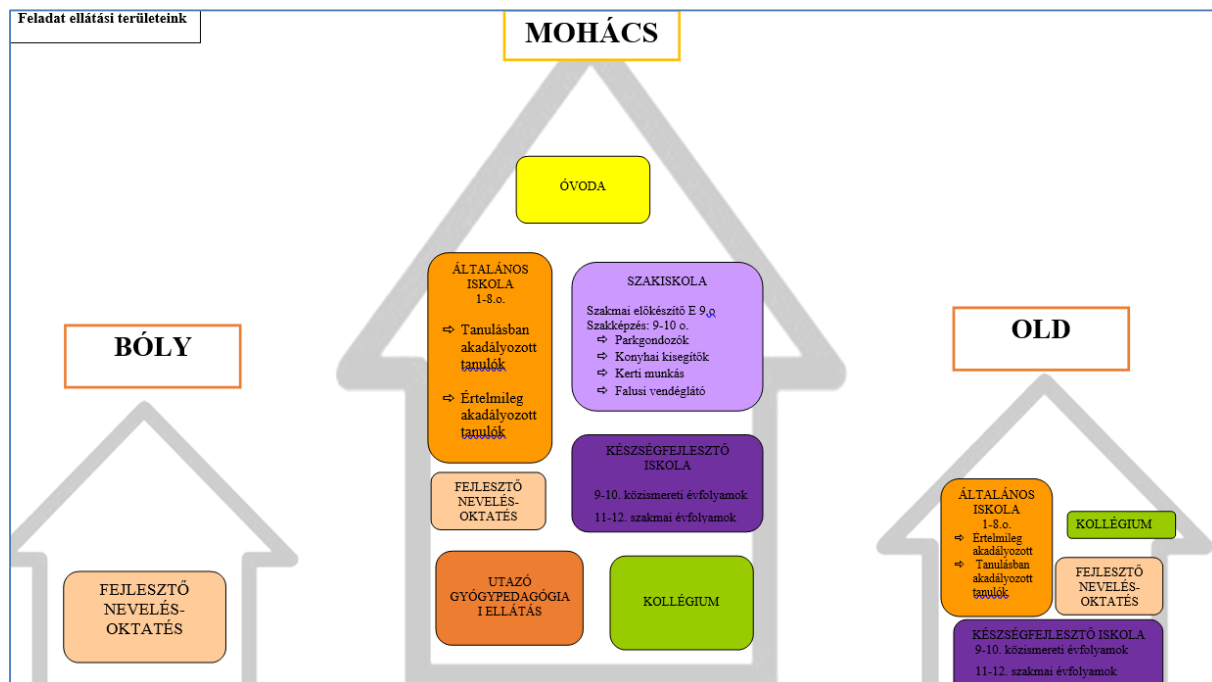 Feladat ellátási területeink
MOHÁCS
ÓVODA
ÁLTALÁNOS
ISKOLA
1-8.o.
⇨ Tanulásban
akadályozott
tanulók
⇨ Értelmileg
akadályozott
tanulók
SZAKISKOLA
Szakmai előkészítő E 9.o
Szakképzés: 9-10 o.
⇨ Parkgondozók
⇨ Konyhai kisegítők
⇨ Kerti munkás
⇨ Falusi vendéglátó
KÉSZSÉGFEJLESZTŐ
ISKOLA
9-10. közismereti évfolyamok
11-12. szakmai évfolyamok
FEJLESZTŐ
NEVELÉS-
OKTATÉS
UTAZÓ
GYÓGYPEDAGÓGIA
I ELLÁTÁS
KOLLÉGIUM
BÓLY
FEJLESZTŐ
NEVELÉS-
OKTATÉS
OLD
ÁLTALÁNOS
ISKOLA
1-8.o.
⇨ Értelmileg
akadályozott
⇨ Tanulásban
akadályozott
tanulók
KOLLÉGIUM
FEJLESZTŐ
NEVELÉS-
OKTATÉS
KÉSZSÉGFEJLESZTŐ ISKOLA
9-10. közismereti évfolyamok
11-12. szakmai évfolyamok